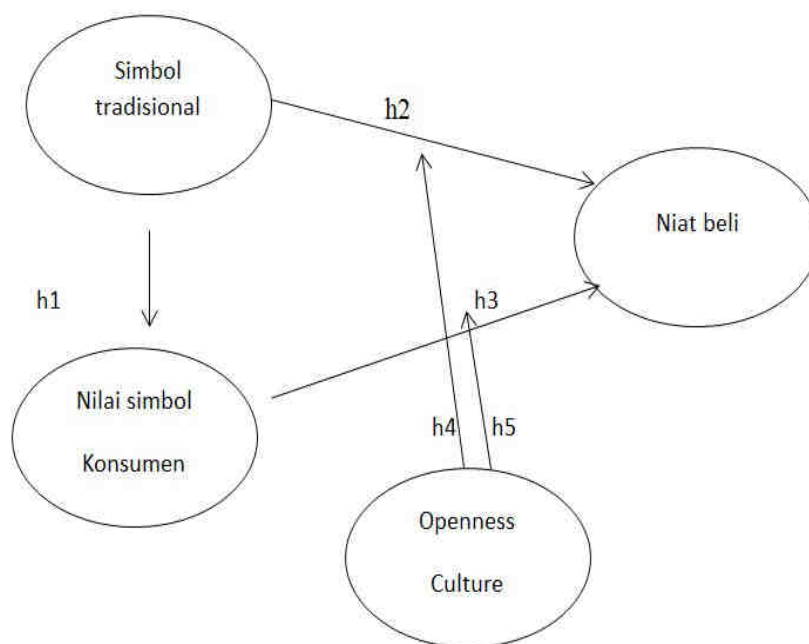 Simbol
tradisional
h2
Niat beli
h1
h3
Nilai simbol
Konsumen
h4
h5
Openness
Culture